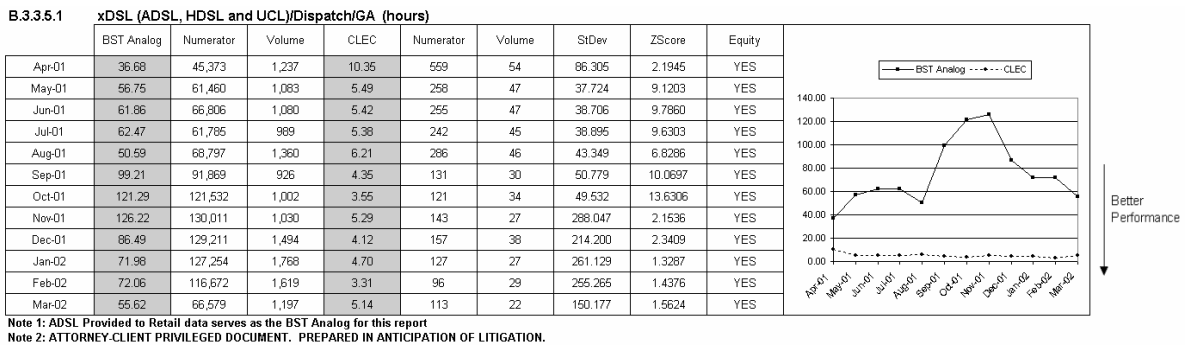 B.3.3.5.1 xDSL (ADSL, HDSL and UCL)/Dispatch/GA (hours)
BST Analog Numerator Volume CLEC Numerator Volume StDev ZScore Equity
Apr-01 36.68 45,373 1,237 10.35 559 54 86.305 2.1945 YES
May-01 56.75 61,460 1,083 5.49 258 47 37.724 9.1203 YES
Jun-01 61.86 66,806 1,080 5.42 255 47 38.706 9.7860 YES
Jul-01 62.47 61,785 989 5.38 242 45 38.895 9.6303 YES
Aug-01 50.59 68,797 1,360 6.21 286 46 43.349 6.8286 YES
Sep-01 99.21 91,869 926 4.35 131 30 50.779 10.0697 YES
Oct-01 121.29 121,532 1,002 3.55 121 34 49.532 13.6306 YES
Nov-01 126.22 130,011 1,030 5.29 143 27 288.047 2.1536 YES
Dec-01 86.49 129,211 1,494 4.12 157 38 214.200 2.3409 YES
Jan-02 71.98 127,254 1,768 4.70 127 27 261.129 1.3287 YES
Feb-02 72.06 116,672 1,619 3.31 96 29 255.265 1.4376 YES
Mar-02 55.62 66,579 1,197 5.14 113 22 150.177 1.5624 YES
BST Analog CLEC
140.00
120.00
100.00
80.00
60.00
40.00
20.00
0.00
Apr-01 May-01 Jun-01 Jul-01 Aug-01 Sep-01 Oct-01 Nov-01 Dec-01 Jan-02 Feb-02 Mar-02
Better
Performance
Note 1: ADSL Provided to Retail data serves as the BST Analog for this report
Note 2: ATTORNEY-CLIENT PRIVILEGED DOCUMENT. PREPARED IN ANTICIPATION OF LITIGATION.